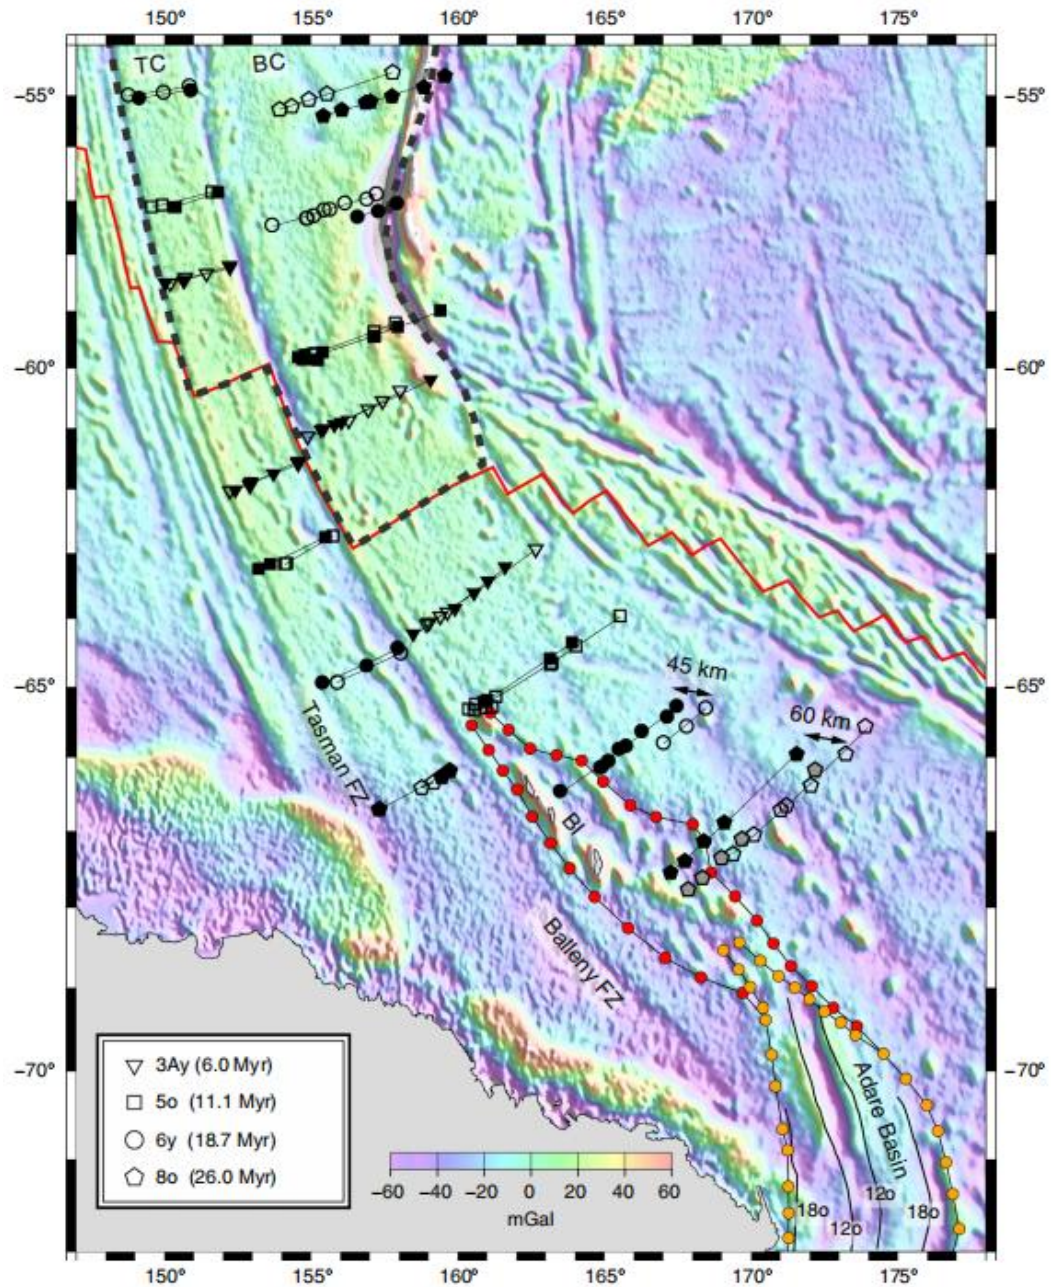 150° 155° 160° 165° 170° 175°
TC BC
−55° −55°
−60° −60°
45 km
−65° −65°
60 km
Tasman FZ
BI
Balleny FZ
3Ay (6.0 Myr)
5o (11.1 Myr)
6y (18.7 Myr)
8o (26.0 Myr)
−70° −70°
Adare Basin
−60 −40 −20 0 20 40 60
mGal
18o 12o 12o 18o
150° 155° 160° 165° 170° 175°